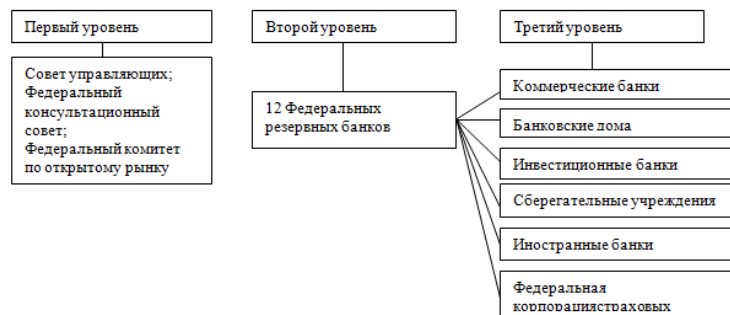 Первый уровень
Второй уровень
Третий уровень
Совет управляющих;
Федеральный
консультационный
совет;
Федеральный комитет
по открытому рынку
12 Федеральных
резервных банков
Коммерческие банки
Банковские дома
Инвестиционные банки
Сберегательные учреждения
Иностранные банки
Федеральная
корпорациястраховых